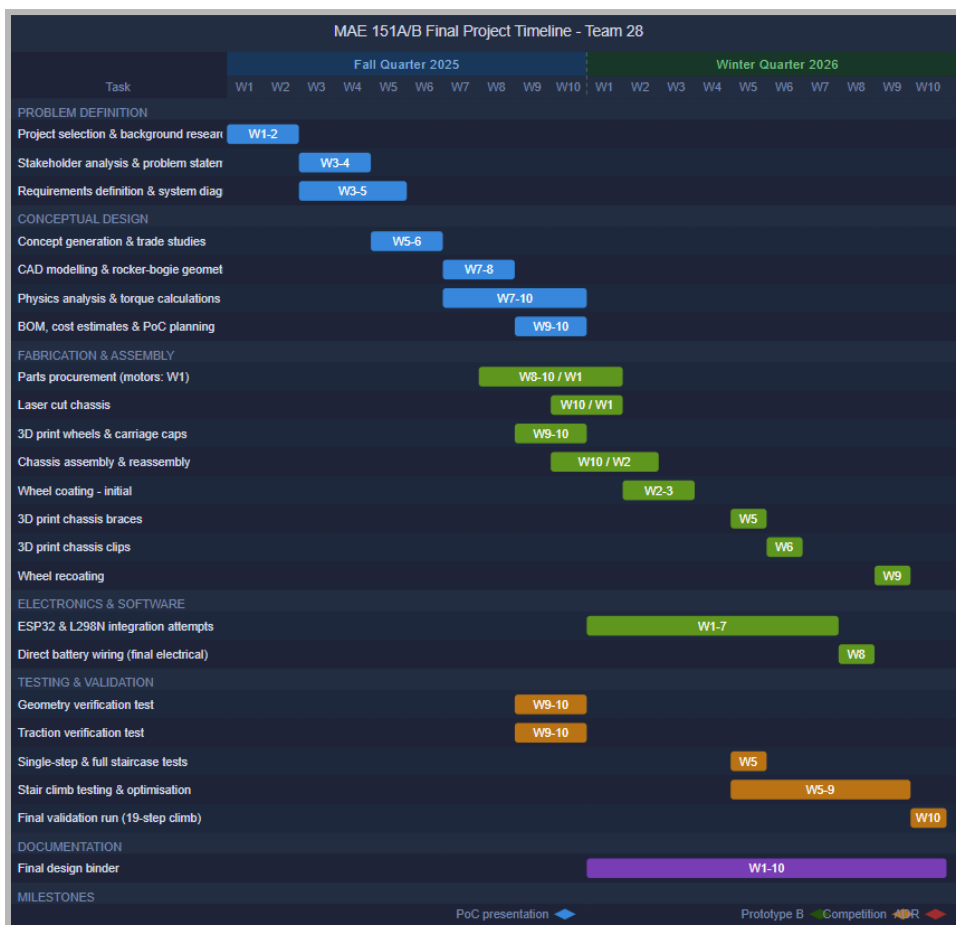 MAE 151A/B Final Project Timeline - Team 28
Fall Quarter 2025 Winter Quarter 2026
Task W1 W2 W3 W4 W5 W6 W7 W8 W9 W10 W1 W2 W3 W4 W5 W6 W7 W8 W9 W10
PROBLEM DEFINITION
Project selection & background resear W1-2
Stakeholder analysis & problem staten W3-4
Requirements definition & system diag W3-5
CONCEPTUAL DESIGN
Concept generation & trade studies W5-6
CAD modelling & rocker-bogie geomet W7-8
Physics analysis & torque calculations W7-10
BOM, cost estimates & PoC planning W9-10
FABRICATION & ASSEMBLY
Parts procurement (motors: W1) W8-10 / W1
Laser cut chassis W10 / W1
3D print wheels & carriage caps W9-10
Chassis assembly & reassembly W10 / W2
Wheel coating - initial W2-3
3D print chassis braces W5
3D print chassis clips W6
Wheel recoating W9
ELECTRONICS & SOFTWARE
ESP32 & L298N integration attempts W1-7
Direct battery wiring (final electrical) W8
TESTING & VALIDATION
Geometry verification test W9-10
Traction verification test W9-10
Single-step & full staircase tests W5
Stair climb testing & optimisation W5-9
Final validation run (19-step climb) W10
DOCUMENTATION
Final design binder W1-10
MILESTONES
PoC presentation Prototype B Competition